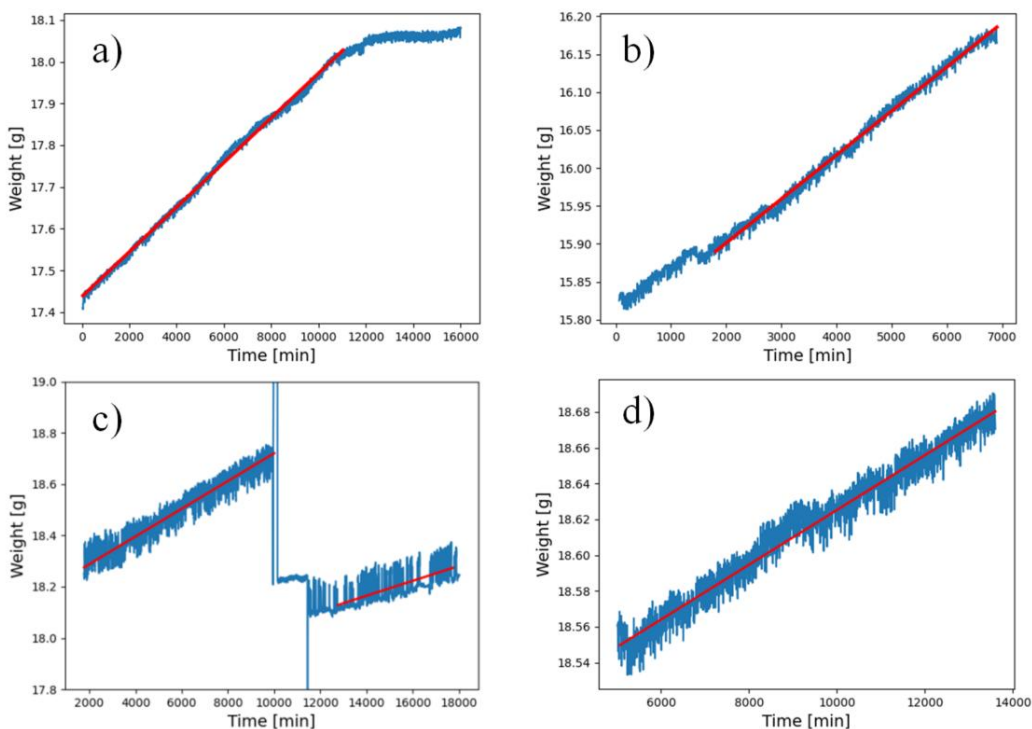 a)
Weight [g]
18.1
18.0
17.9
17.8
17.7
17.6
17.5
17.4
0 2000 4000 6000 8000 10000 12000 14000 16000
Time [min]
b)
Weight [g]
16.20
16.15
16.10
16.05
16.00
15.95
15.90
15.85
15.80
0 1000 2000 3000 4000 5000 6000 7000
Time [min]
c)
Weight [g]
19.0
18.8
18.6
18.4
18.2
18.0
17.8
2000 4000 6000 8000 10000 12000 14000 16000 18000
Time [min]
d)
Weight [g]
18.68
18.66
18.64
18.62
18.60
18.58
18.56
18.54
6000 8000 10000 12000 14000
Time [min]